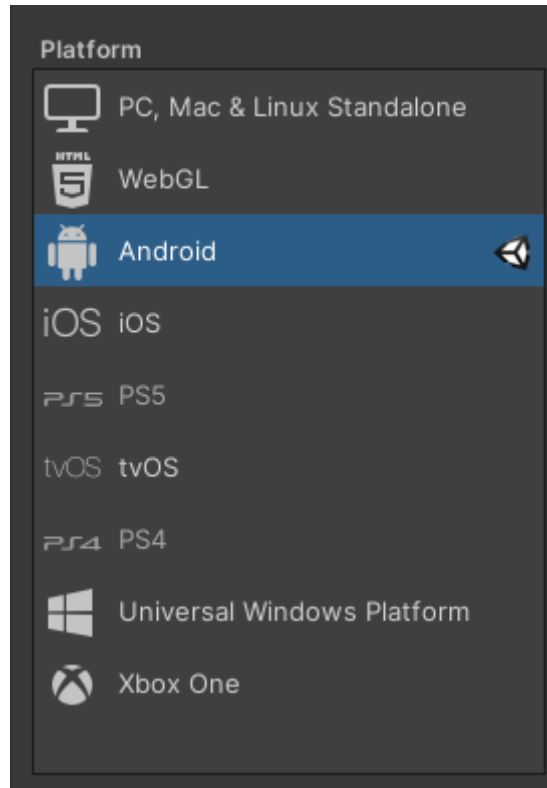 Platform
PC, Mac & Linux Standalone
HTML
5 WebGL
Android
iOS iOS
PS5 PS5
tvOS tvOS
PS4 PS4
Universal Windows Platform
Xbox One